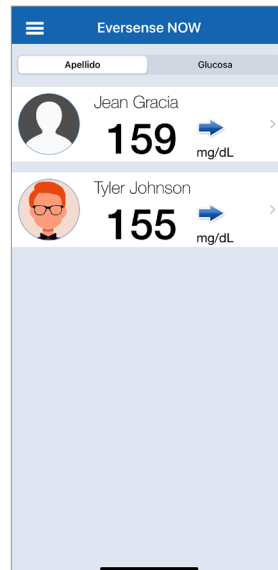 Eversense NOW
Apellido Glucosa
Jean Gracia
159
mg/dL
Tyler Johnson
155
mg/dL